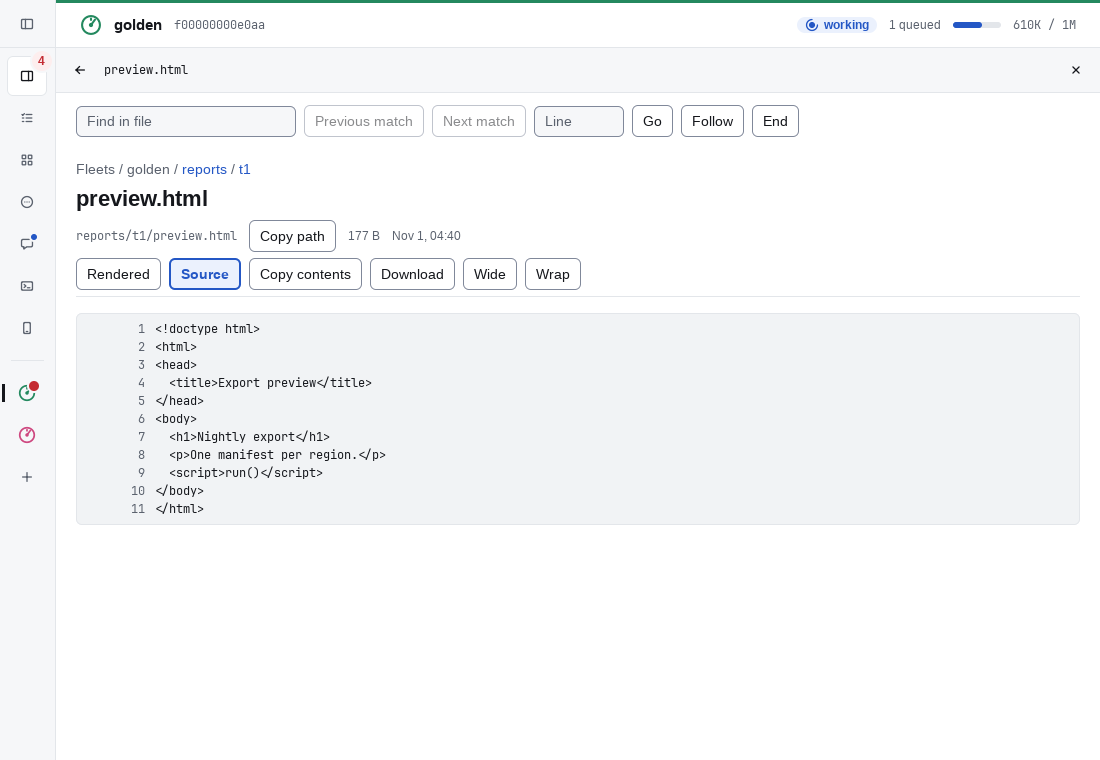 golden f00000000e0aa working 1 queued 610K / 1M
4
preview.html
Find in file Previous match Next match Line Go Follow End
Fleets / golden / reports / t1
preview.html
reports/t1/preview.html Copy path 177 B Nov 1, 04:40
Rendered Source Copy contents Download Wide Wrap
1 <!doctype html>
2 <html>
3 <head>
4   <title>Export preview</title>
5 </head>
6 <body>
7   <h1>Nightly export</h1>
8   <p>One manifest per region.</p>
9   <script>run()</script>
10 </body>
11 </html>